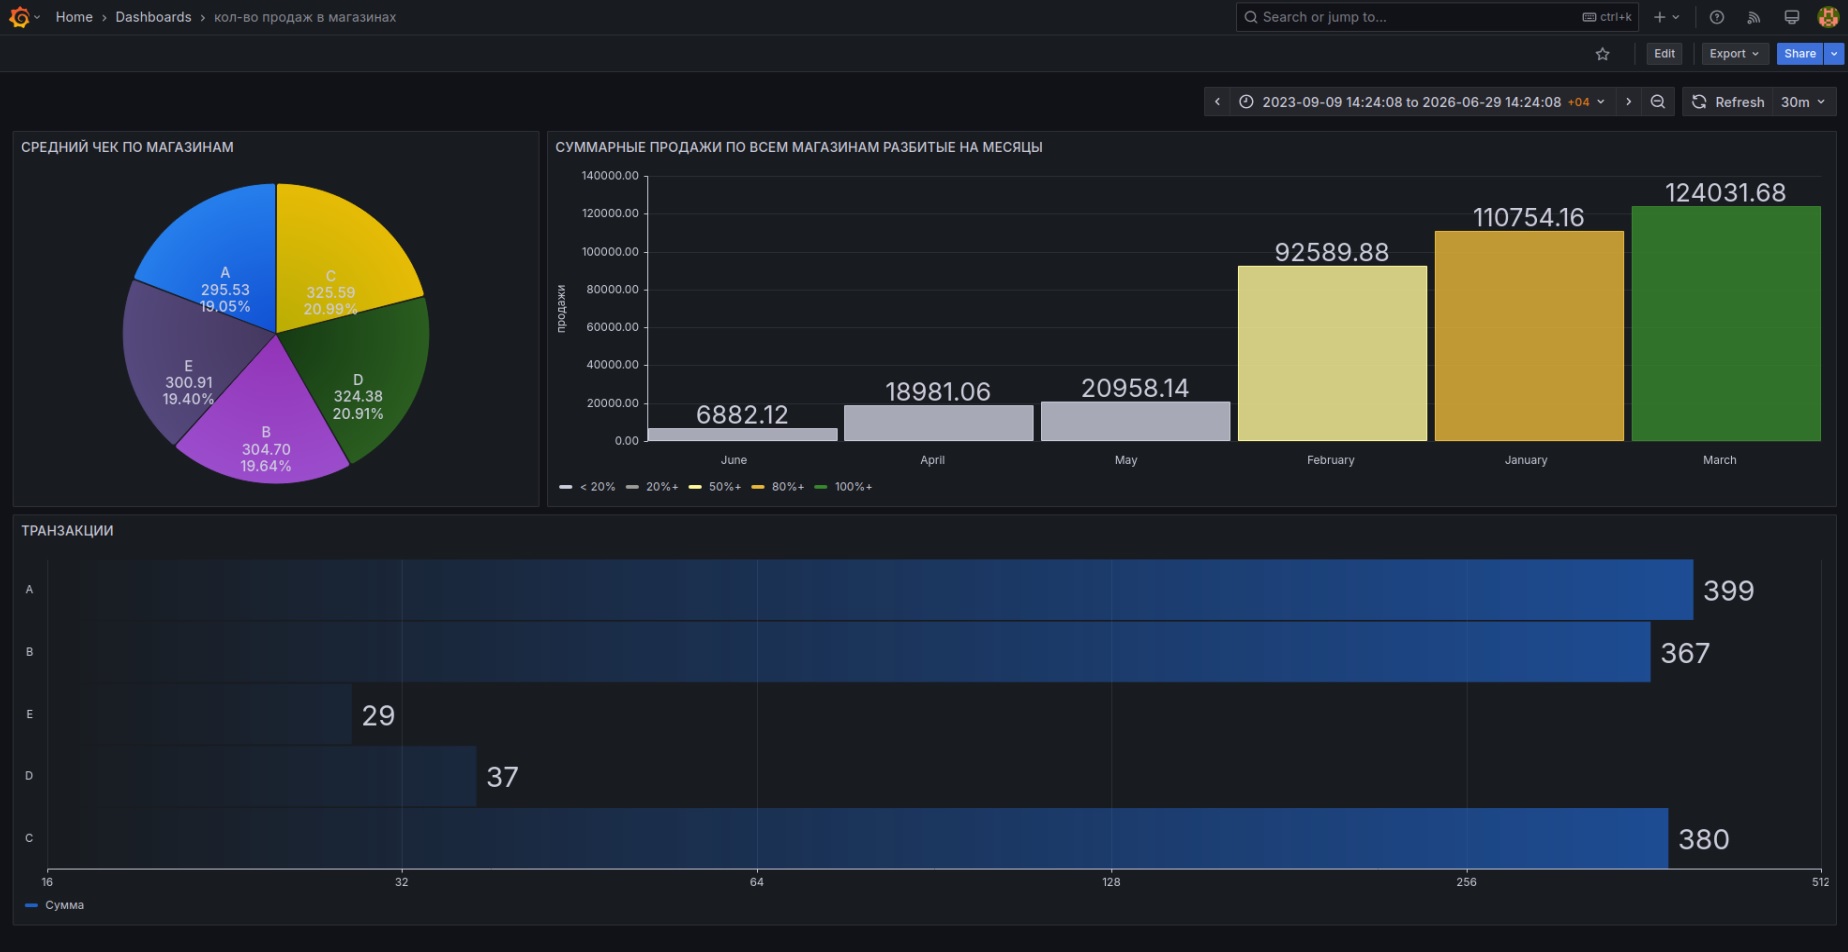 Home › Dashboards › кол-во продаж в магазинах
Search or jump to...
ctrl+k
Edit
Export
Share
2023-09-09 14:24:08 to 2026-06-29 14:24:08 +04
Refresh
30m
СРЕДНИЙ ЧЕК ПО МАГАЗИНАМ
A
295.53
19.05%
C
325.59
20.99%
E
300.91
19.40%
D
324.38
20.91%
B
304.70
19.64%
СУММАРНЫЕ ПРОДАЖИ ПО ВСЕМ МАГАЗИНАМ РАЗБИТЫЕ НА МЕСЯЦЫ
продажи
140000.00
120000.00
100000.00
80000.00
60000.00
40000.00
20000.00
0.00
6882.12
18981.06
20958.14
92589.88
110754.16
124031.68
June
April
May
February
January
March
< 20%
20%+
50%+
80%+
100%+
ТРАНЗАКЦИИ
A
399
B
367
E
29
D
37
C
380
16
32
64
128
256
512
Сумма